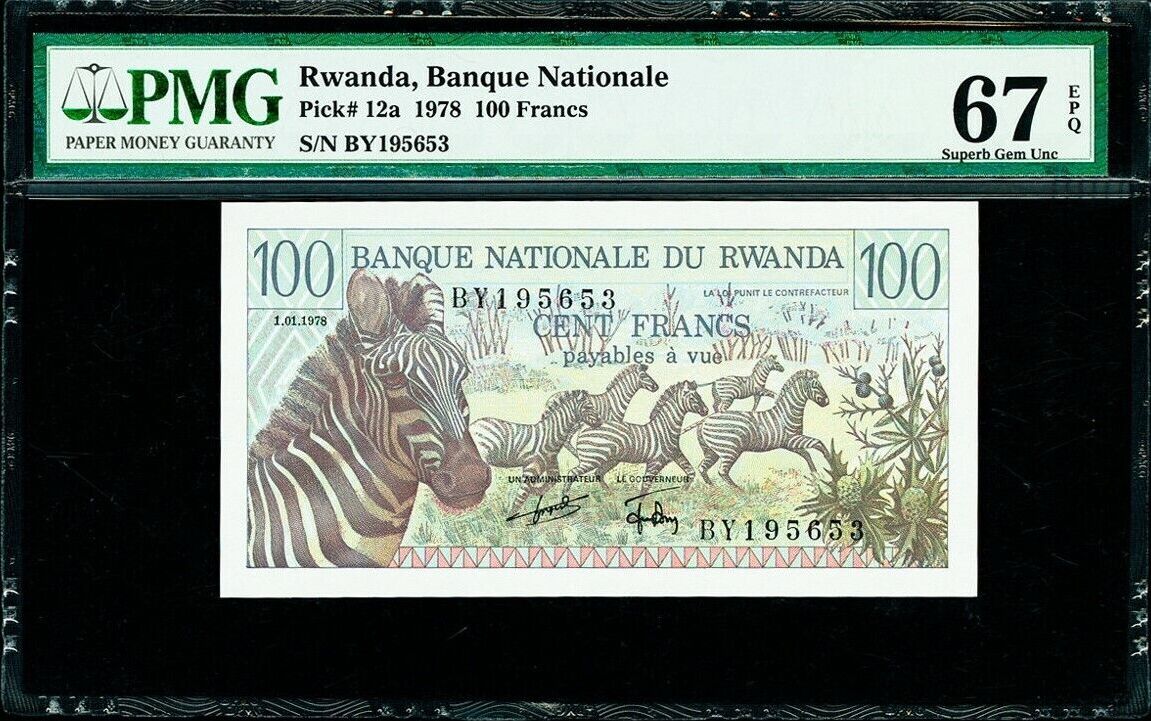 PMG
PAPER MONEY GUARANTY
Rwanda, Banque Nationale
Pick# 12a 1978 100 Francs
S/N BY195653
67
EPQ
Superb Gem Unc
100
BANQUE NATIONALE DU RWANDA
100
BY195653
LA LOI PUNIT LE CONTREFACTEUR
1.01.1978
CENT FRANCS
payables à vue
UN ADMINISTRATEUR
LE GOUVERNEUR
BY195653